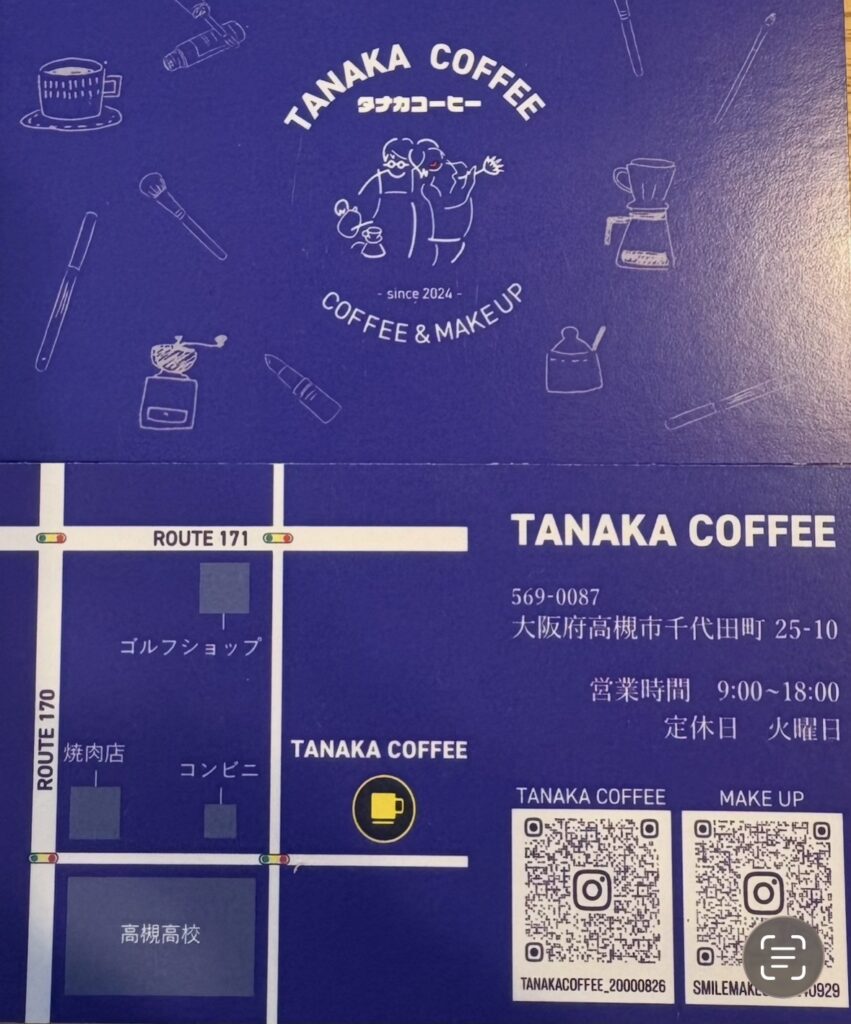 TANAKA COFFEE
タナカコーヒー
- since 2024 -
COFFEE & MAKEUP
ROUTE 171
ゴルフショップ
ROUTE 170
焼肉店
コンビニ
TANAKA COFFEE
高槻高校
TANAKA COFFEE
569-0087
大阪府高槻市千代田町 25-10
営業時間 9:00~18:00
定休日 火曜日
TANAKA COFFEE
MAKE UP
TANAKACOFFEE_20000826